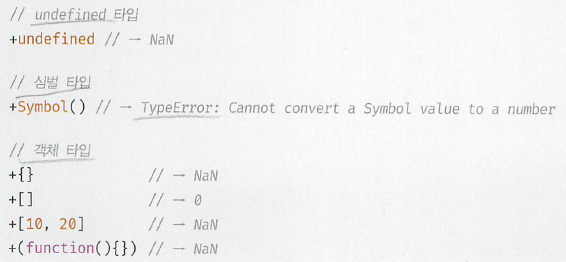 // undefined 타입
+undefined // → NaN
// 심벌 타입
+Symbol() // → TypeError: Cannot convert a Symbol value to a number
// 객체 타입
+{} // → NaN
+[] // → 0
+[10, 20] // → NaN
+(function(){}) // → NaN